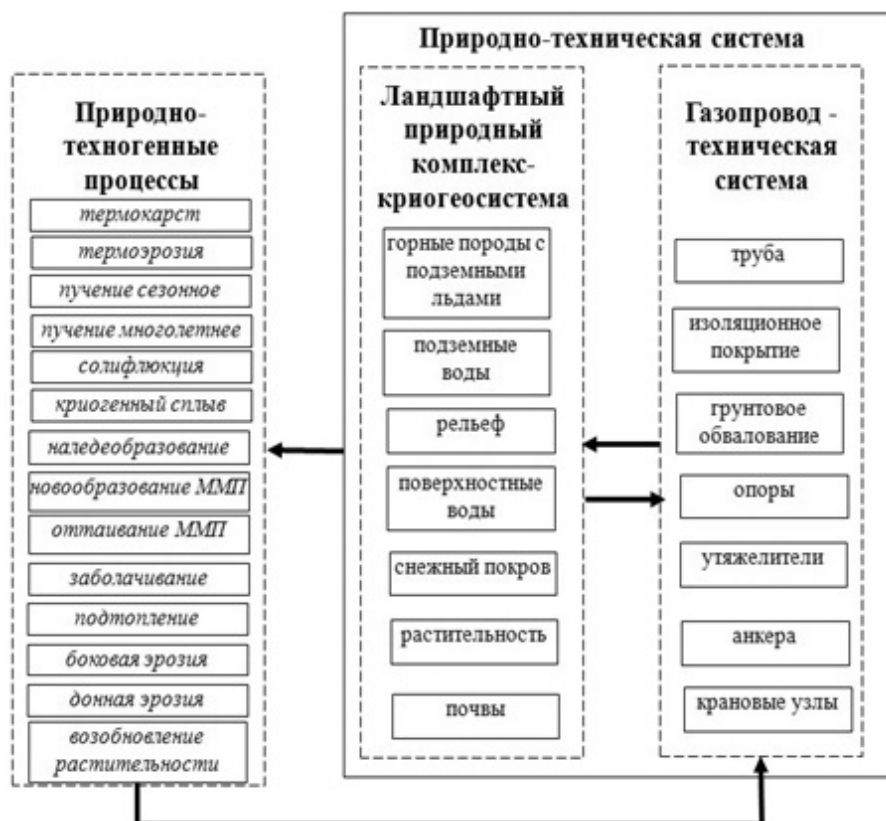 Природно-техническая система
Природно-
техногенные
процессы
термокарст
термоэрозия
пучение сезонное
пучение многолетнее
солифлюкция
криогенный сплыв
наледеобразование
новообразование ММП
оттаивание ММП
заболачивание
подтопление
боковая эрозия
донная эрозия
возобновление
растительности
Ландшафтный
природный
комплекс-
криогеосистема
горные породы с
подземными
льдами
подземные
воды
рельеф
поверхностные
воды
снежный покров
растительность
почвы
Газопровод -
техническая
система
труба
изоляционное
покрытие
грунтовое
обвалование
опоры
утяжелители
анкера
крановые узлы